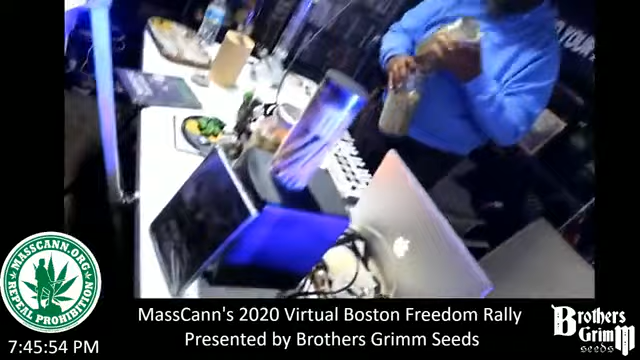 YOUR
MASSCANN.ORG
REPEAL PROHIBITION
7:45:54 PM
MassCann's 2020 Virtual Boston Freedom Rally
Presented by Brothers Grimm Seeds
Brothers
Grimm
seeds